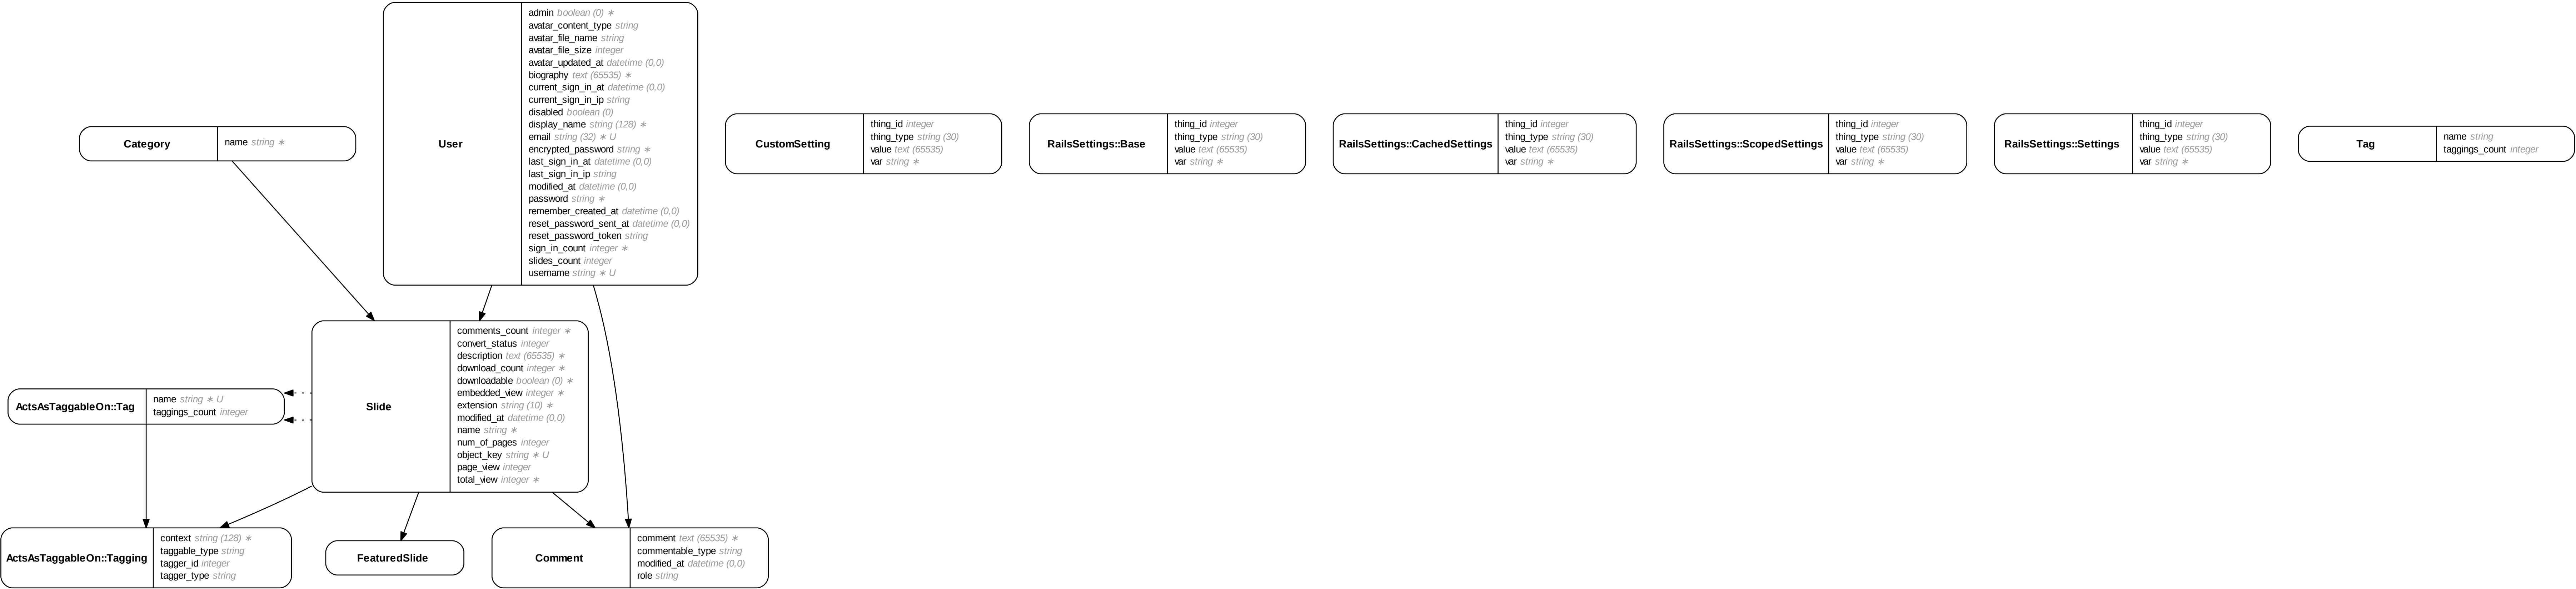 Category
name string ∗
User
admin boolean (0) ∗
avatar_content_type string
avatar_file_name string
avatar_file_size integer
avatar_updated_at datetime (0,0)
biography text (65535) ∗
current_sign_in_at datetime (0,0)
current_sign_in_ip string
disabled boolean (0)
display_name string (128) ∗
email string (32) ∗ U
encrypted_password string ∗
last_sign_in_at datetime (0,0)
last_sign_in_ip string
modified_at datetime (0,0)
password string ∗
remember_created_at datetime (0,0)
reset_password_sent_at datetime (0,0)
reset_password_token string
sign_in_count integer ∗
slides_count integer
username string ∗ U
CustomSetting
thing_id integer
thing_type string (30)
value text (65535)
var string ∗
RailsSettings::Base
thing_id integer
thing_type string (30)
value text (65535)
var string ∗
RailsSettings::CachedSettings
thing_id integer
thing_type string (30)
value text (65535)
var string ∗
RailsSettings::ScopedSettings
thing_id integer
thing_type string (30)
value text (65535)
var string ∗
RailsSettings::Settings
thing_id integer
thing_type string (30)
value text (65535)
var string ∗
Tag
name string
taggings_count integer
Slide
comments_count integer ∗
convert_status integer
description text (65535) ∗
download_count integer ∗
downloadable boolean (0) ∗
embedded_view integer ∗
extension string (10) ∗
modified_at datetime (0,0)
name string ∗
num_of_pages integer
object_key string ∗ U
page_view integer
total_view integer ∗
ActsAsTaggableOn::Tag
name string ∗ U
taggings_count integer
ActsAsTaggableOn::Tagging
context string (128) ∗
taggable_type string
tagger_id integer
tagger_type string
FeaturedSlide
Comment
comment text (65535) ∗
commentable_type string
modified_at datetime (0,0)
role string